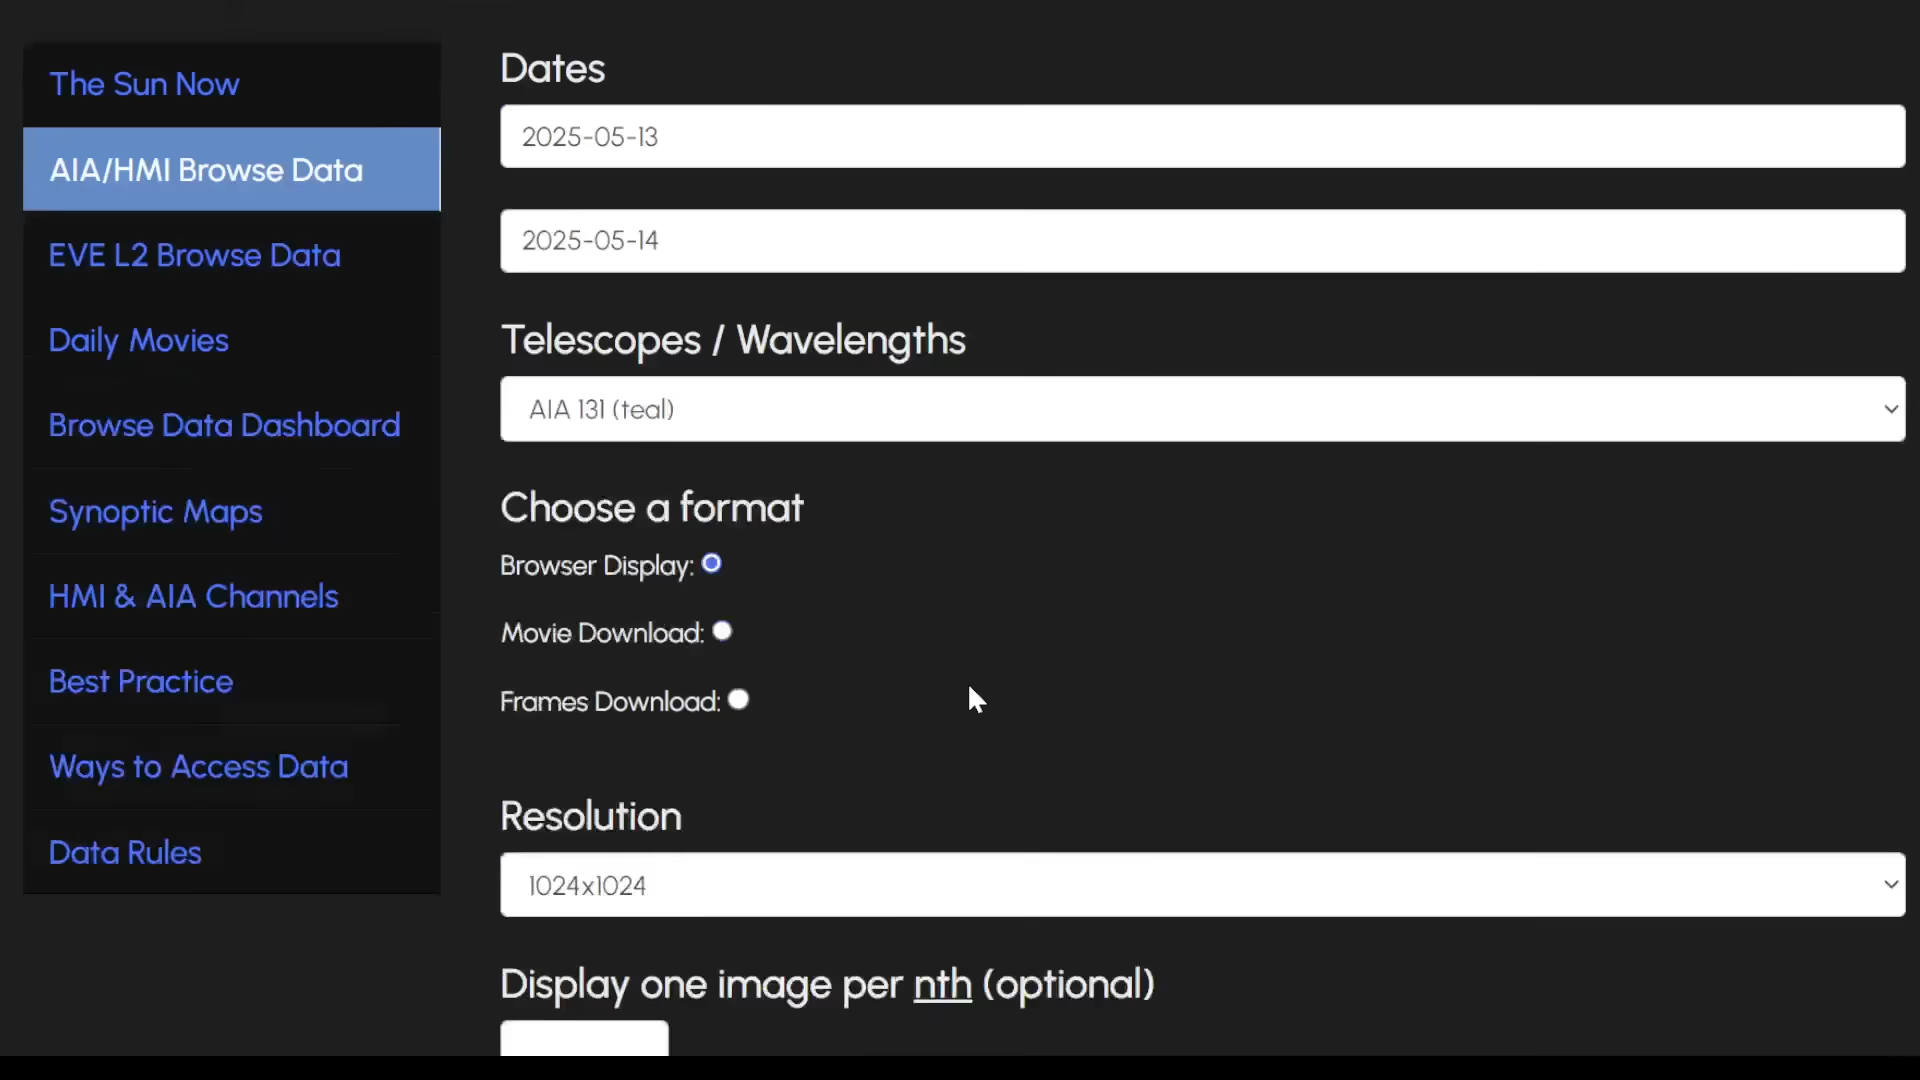 The Sun Now
AIA/HMI Browse Data
EVE L2 Browse Data
Daily Movies
Browse Data Dashboard
Synoptic Maps
HMI & AIA Channels
Best Practice
Ways to Access Data
Data Rules
Dates
2025-05-13
2025-05-14
Telescopes / Wavelengths
AIA 131 (teal)
Choose a format
Browser Display:
Movie Download:
Frames Download:
Resolution
1024x1024
Display one image per nth (optional)